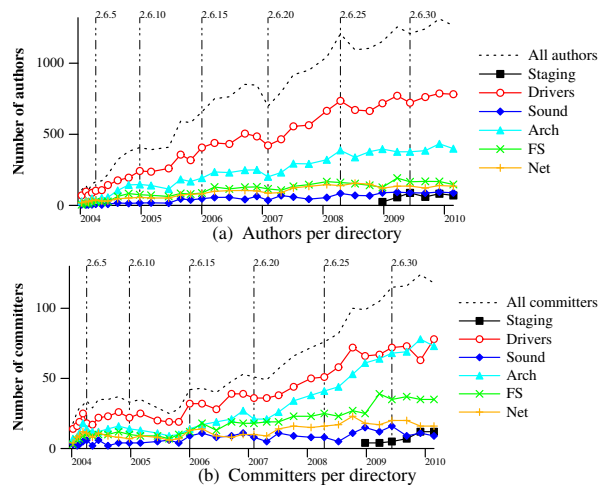 2.6.5 2.6.10 2.6.15 2.6.20 2.6.25 2.6.30
Number of authors
1000
500
0
2004 2005 2006 2007 2008 2009 2010
All authors
Staging
Drivers
Sound
Arch
FS
Net
(a) Authors per directory
2.6.5 2.6.10 2.6.15 2.6.20 2.6.25 2.6.30
Number of committers
100
50
0
2004 2005 2006 2007 2008 2009 2010
All committers
Staging
Drivers
Sound
Arch
FS
Net
(b) Committers per directory